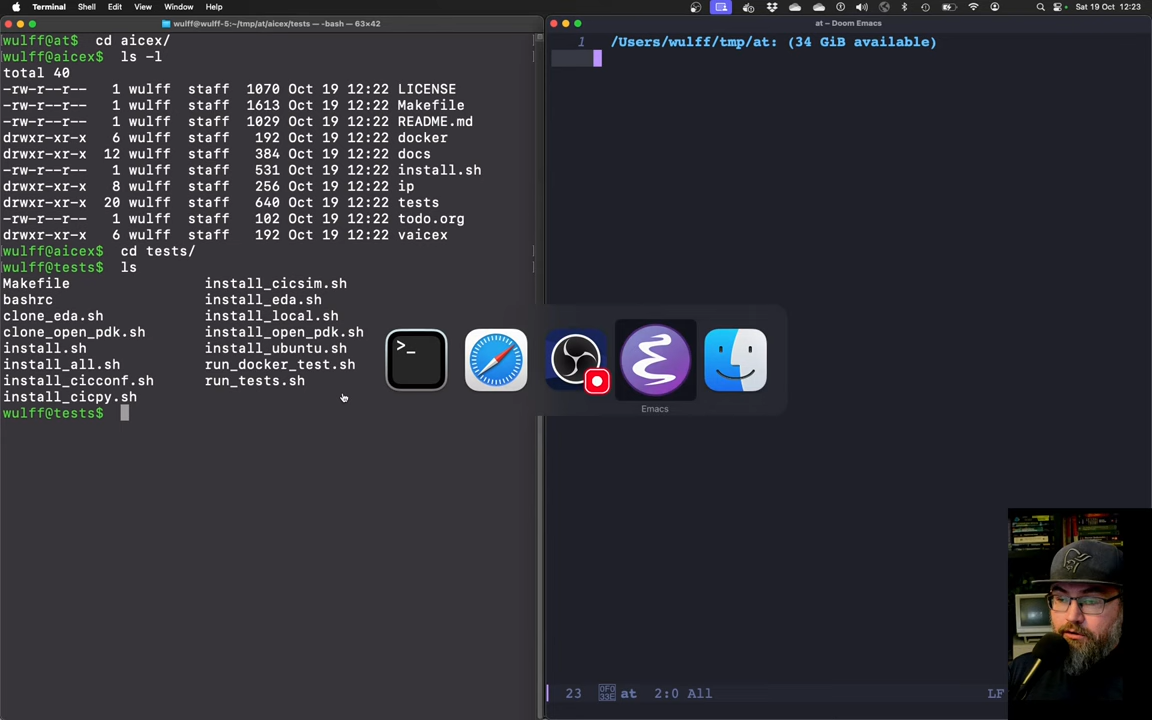 Terminal Shell Edit View Window Help
Sat 19 Oct 12:23
wulff@wulff-5:~/tmp/at/aicex/tests — -bash — 63×42
wulff@at$ cd aicex/
wulff@aicex$ ls -l
total 40
-rw-r--r-- 1 wulff staff 1070 Oct 19 12:22 LICENSE
-rw-r--r-- 1 wulff staff 1613 Oct 19 12:22 Makefile
-rw-r--r-- 1 wulff staff 1029 Oct 19 12:22 README.md
drwxr-xr-x 6 wulff staff 192 Oct 19 12:22 docker
drwxr-xr-x 12 wulff staff 384 Oct 19 12:22 docs
-rw-r--r-- 1 wulff staff 531 Oct 19 12:22 install.sh
drwxr-xr-x 8 wulff staff 256 Oct 19 12:22 ip
drwxr-xr-x 20 wulff staff 640 Oct 19 12:22 tests
-rw-r--r-- 1 wulff staff 102 Oct 19 12:22 todo.org
drwxr-xr-x 6 wulff staff 192 Oct 19 12:22 vaicex
wulff@aicex$ cd tests/
wulff@tests$ ls
Makefile install_cicsim.sh
bashrc install_eda.sh
clone_eda.sh install_local.sh
clone_open_pdk.sh install_open_pdk.sh
install.sh install_ubuntu.sh
install_all.sh run_docker_test.sh
install_cicconf.sh run_tests.sh
install_cicpy.sh
wulff@tests$
at – Doom Emacs
1 /Users/wulff/tmp/at: (34 GiB available)
>_
Emacs
23 0F0 33E at 2:0 All LF